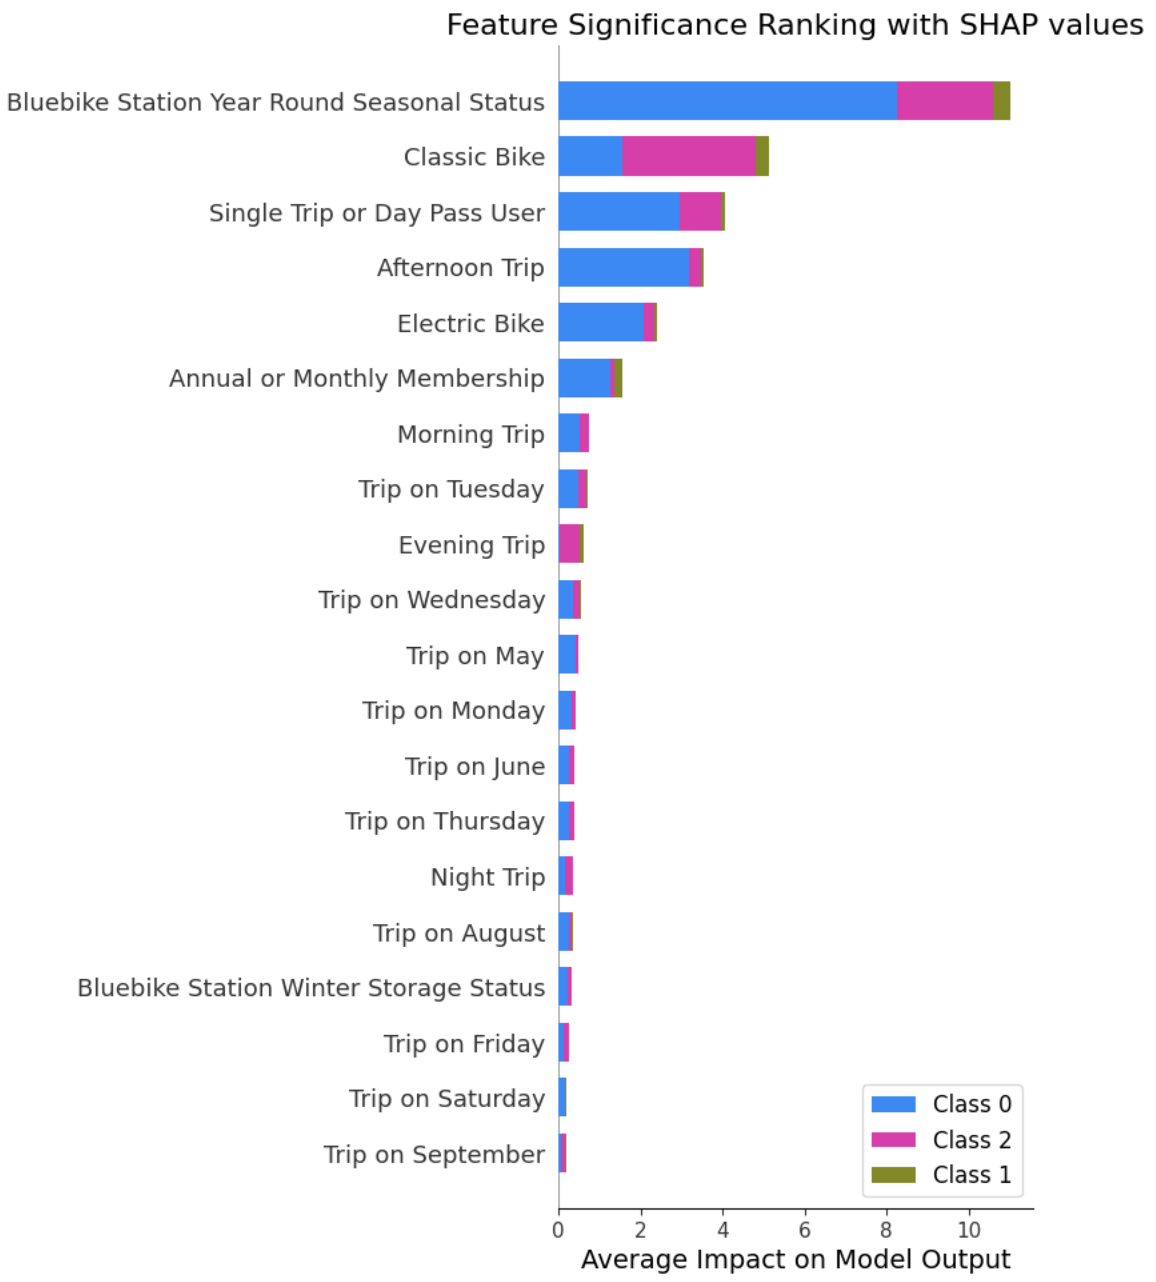 Feature Significance Ranking with SHAP values
Bluebike Station Year Round Seasonal Status
Classic Bike
Single Trip or Day Pass User
Afternoon Trip
Electric Bike
Annual or Monthly Membership
Morning Trip
Trip on Tuesday
Evening Trip
Trip on Wednesday
Trip on May
Trip on Monday
Trip on June
Trip on Thursday
Night Trip
Trip on August
Bluebike Station Winter Storage Status
Trip on Friday
Trip on Saturday
Trip on September
Class 0
Class 2
Class 1
0 2 4 6 8 10
Average Impact on Model Output